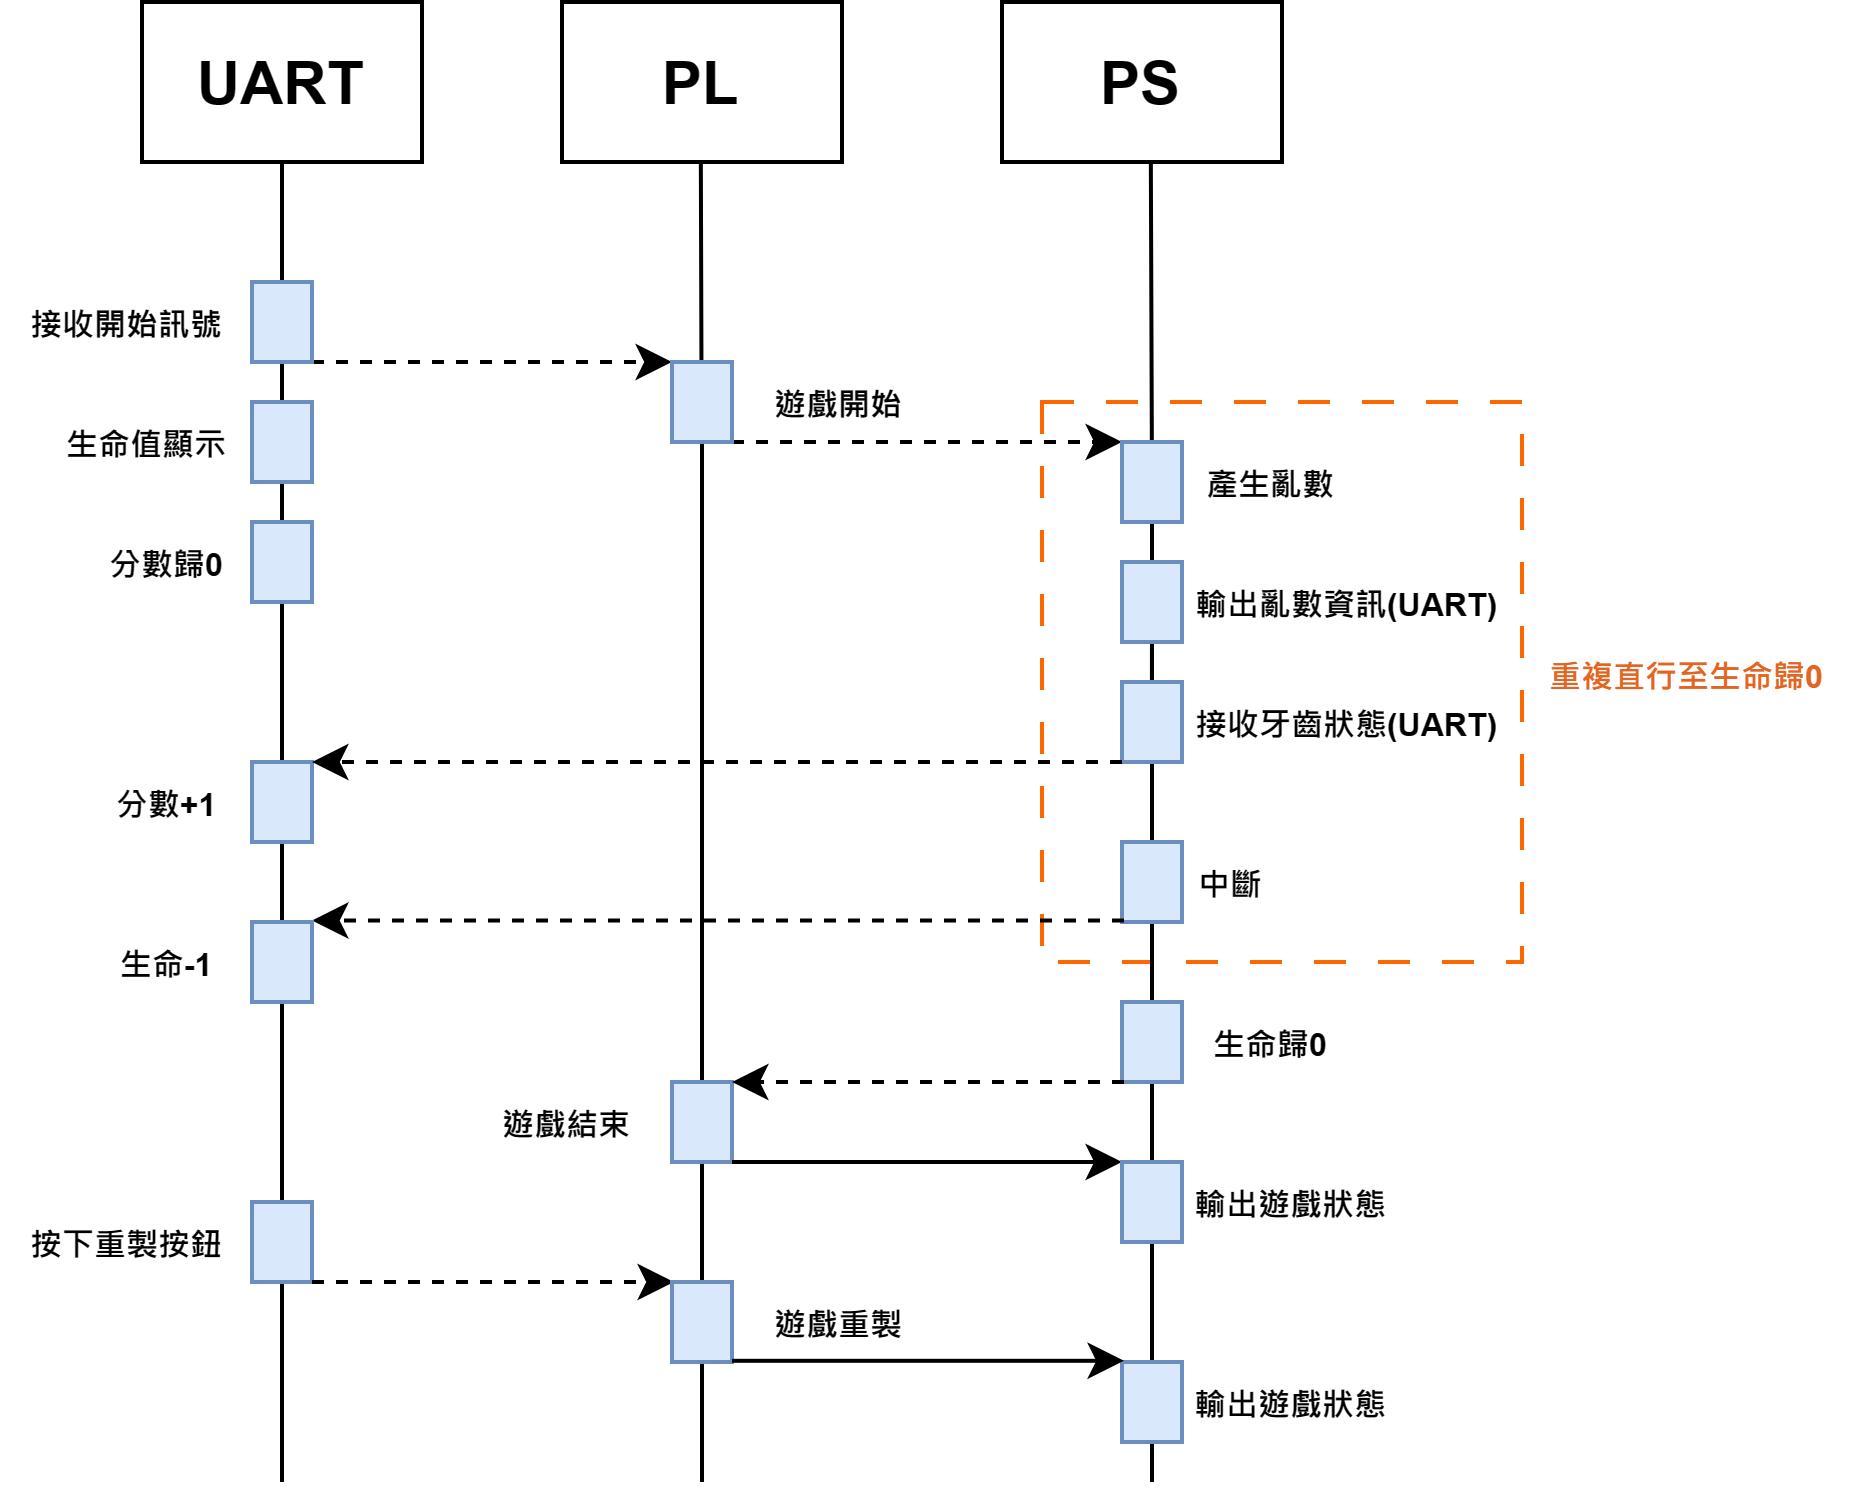 UART
PL
PS
接收開始訊號
遊戲開始
生命值顯示
產生亂數
分數歸0
輸出亂數資訊(UART)
重複直行至生命歸0
接收牙齒狀態(UART)
分數+1
中斷
生命-1
生命歸0
遊戲結束
輸出遊戲狀態
按下重製按鈕
遊戲重製
輸出遊戲狀態